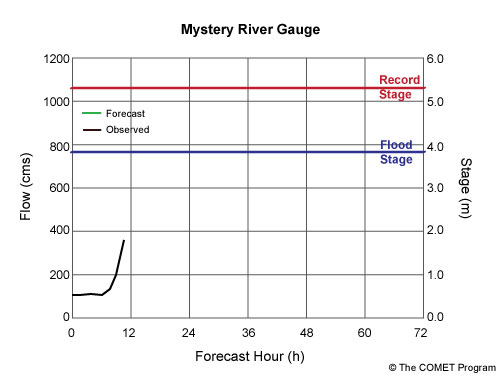 Mystery River Gauge
1200
1000
800
600
400
200
0
6.0
5.0
4.0
3.0
2.0
1.0
0.0
Record
Stage
Forecast
Observed
Flood
Stage
Flow (cms)
Stage (m)
0 12 24 36 48 60 72
Forecast Hour (h)
© The COMET Program